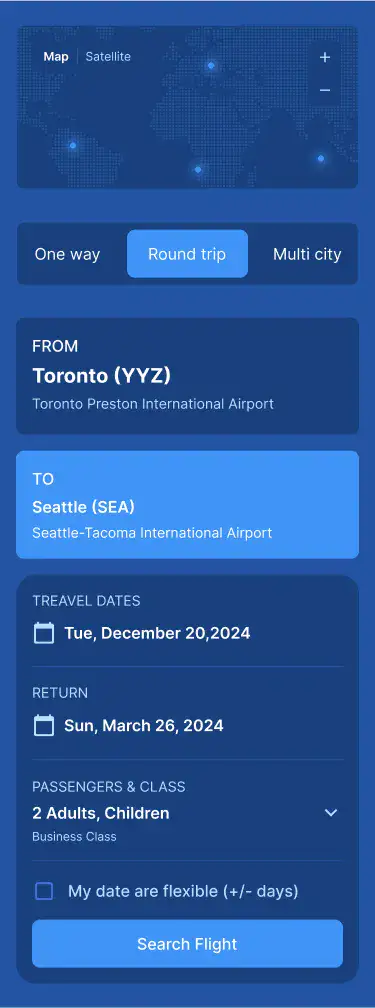 Map Satellite
+
−
One way Round trip Multi city
FROM
Toronto (YYZ)
Toronto Preston International Airport
TO
Seattle (SEA)
Seattle-Tacoma International Airport
TREAVEL DATES
Tue, December 20,2024
RETURN
Sun, March 26, 2024
PASSENGERS & CLASS
2 Adults, Children
Business Class
My date are flexible (+/- days)
Search Flight